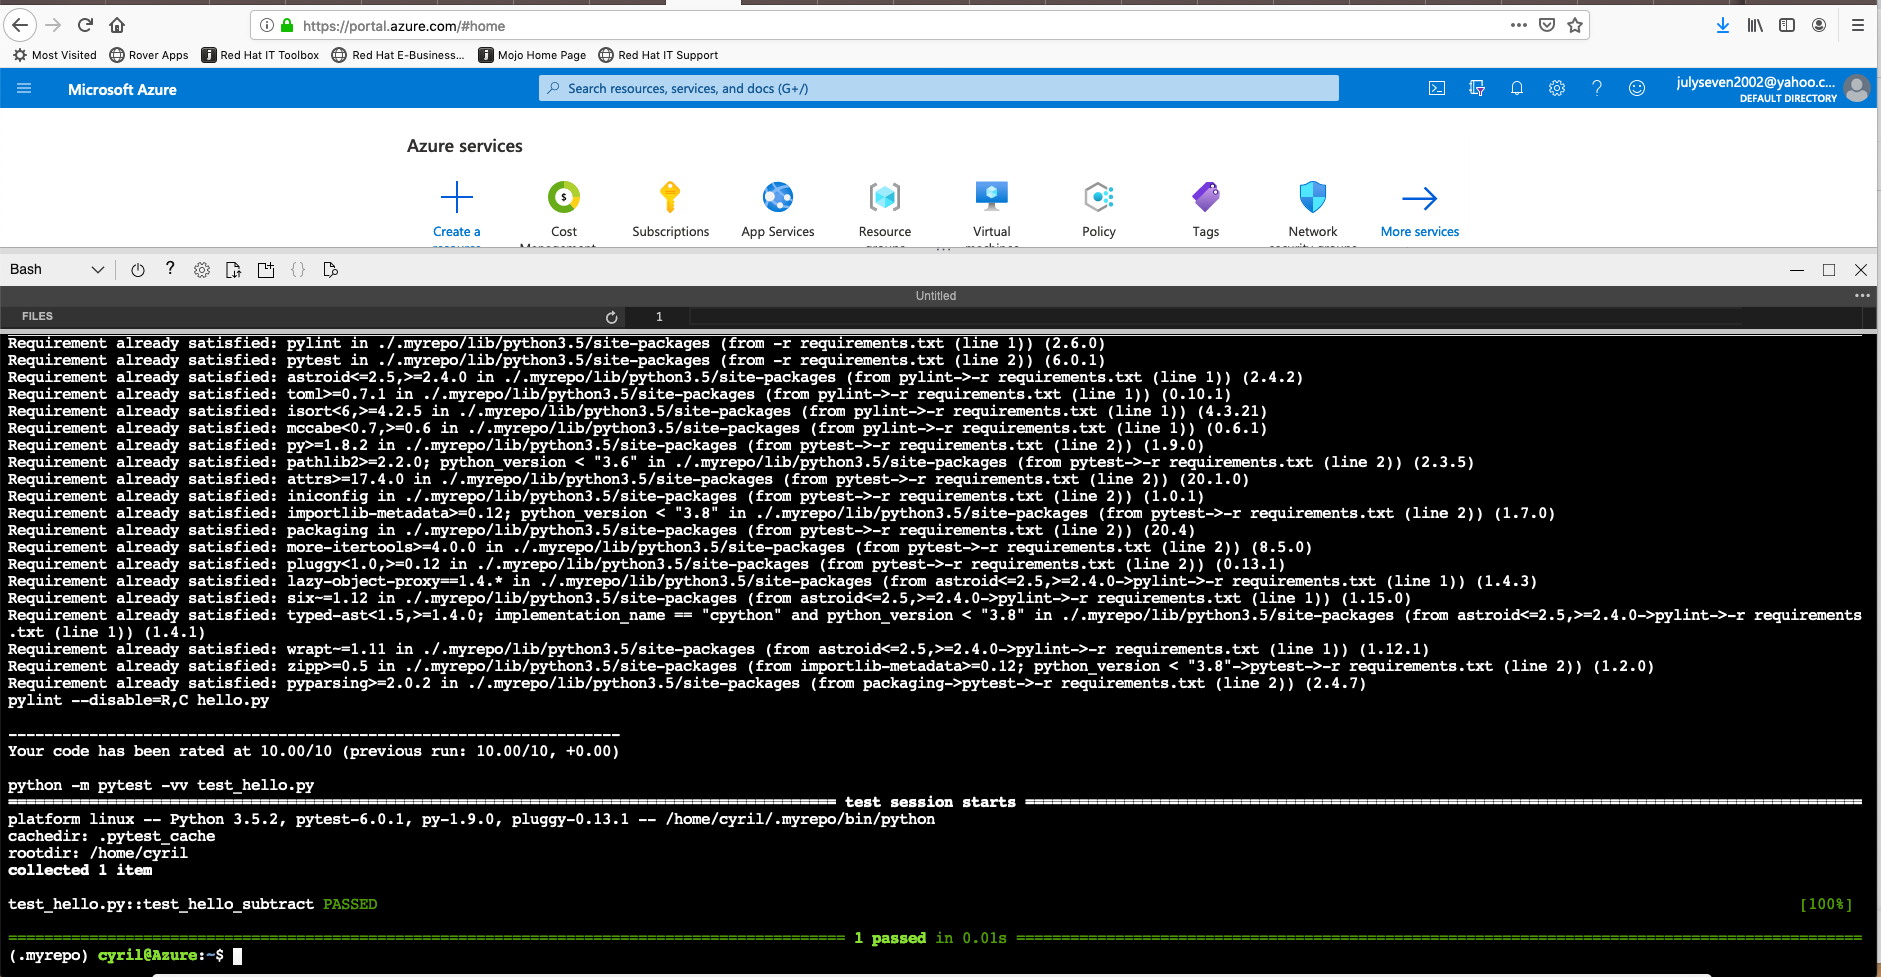 https://portal.azure.com/#home
Most Visited Rover Apps Red Hat IT Toolbox Red Hat E-Business... Mojo Home Page Red Hat IT Support
Microsoft Azure Search resources, services, and docs (G+/) julyseven2002@yahoo.c...
DEFAULT DIRECTORY
Azure services
Create a Cost Subscriptions App Services Resource Virtual Policy Tags Network More services
resource Management groups machines security groups
Bash
Untitled
FILES 1
Requirement already satisfied: pylint in ./.myrepo/lib/python3.5/site-packages (from -r requirements.txt (line 1)) (2.6.0)
Requirement already satisfied: pytest in ./.myrepo/lib/python3.5/site-packages (from -r requirements.txt (line 2)) (6.0.1)
Requirement already satisfied: astroid<=2.5,>=2.4.0 in ./.myrepo/lib/python3.5/site-packages (from pylint->-r requirements.txt (line 1)) (2.4.2)
Requirement already satisfied: toml>=0.7.1 in ./.myrepo/lib/python3.5/site-packages (from pylint->-r requirements.txt (line 1)) (0.10.1)
Requirement already satisfied: isort<6,>=4.2.5 in ./.myrepo/lib/python3.5/site-packages (from pylint->-r requirements.txt (line 1)) (4.3.21)
Requirement already satisfied: mccabe<0.7,>=0.6 in ./.myrepo/lib/python3.5/site-packages (from pylint->-r requirements.txt (line 1)) (0.6.1)
Requirement already satisfied: py>=1.8.2 in ./.myrepo/lib/python3.5/site-packages (from pytest->-r requirements.txt (line 2)) (1.9.0)
Requirement already satisfied: pathlib2>=2.2.0; python_version < "3.6" in ./.myrepo/lib/python3.5/site-packages (from pytest->-r requirements.txt (line 2)) (2.3.5)
Requirement already satisfied: attrs>=17.4.0 in ./.myrepo/lib/python3.5/site-packages (from pytest->-r requirements.txt (line 2)) (20.1.0)
Requirement already satisfied: iniconfig in ./.myrepo/lib/python3.5/site-packages (from pytest->-r requirements.txt (line 2)) (1.0.1)
Requirement already satisfied: importlib-metadata>=0.12; python_version < "3.8" in ./.myrepo/lib/python3.5/site-packages (from pytest->-r requirements.txt (line 2)) (1.7.0)
Requirement already satisfied: packaging in ./.myrepo/lib/python3.5/site-packages (from pytest->-r requirements.txt (line 2)) (20.4)
Requirement already satisfied: more-itertools>=4.0.0 in ./.myrepo/lib/python3.5/site-packages (from pytest->-r requirements.txt (line 2)) (8.5.0)
Requirement already satisfied: pluggy<1.0,>=0.12 in ./.myrepo/lib/python3.5/site-packages (from pytest->-r requirements.txt (line 2)) (0.13.1)
Requirement already satisfied: lazy-object-proxy==1.4.* in ./.myrepo/lib/python3.5/site-packages (from astroid<=2.5,>=2.4.0->pylint->-r requirements.txt (line 1)) (1.4.3)
Requirement already satisfied: six~=1.12 in ./.myrepo/lib/python3.5/site-packages (from astroid<=2.5,>=2.4.0->pylint->-r requirements.txt (line 1)) (1.15.0)
Requirement already satisfied: typed-ast<1.5,>=1.4.0; implementation_name == "cpython" and python_version < "3.8" in ./.myrepo/lib/python3.5/site-packages (from astroid<=2.5,>=2.4.0->pylint->-r requirements
.txt (line 1)) (1.4.1)
Requirement already satisfied: wrapt~=1.11 in ./.myrepo/lib/python3.5/site-packages (from astroid<=2.5,>=2.4.0->pylint->-r requirements.txt (line 1)) (1.12.1)
Requirement already satisfied: zipp>=0.5 in ./.myrepo/lib/python3.5/site-packages (from importlib-metadata>=0.12; python_version < "3.8"->pytest->-r requirements.txt (line 2)) (1.2.0)
Requirement already satisfied: pyparsing>=2.0.2 in ./.myrepo/lib/python3.5/site-packages (from packaging->pytest->-r requirements.txt (line 2)) (2.4.7)
pylint --disable=R,C hello.py
--------------------------------------------------------------------
Your code has been rated at 10.00/10 (previous run: 10.00/10, +0.00)
python -m pytest -vv test_hello.py
============ test session starts ============
platform linux -- Python 3.5.2, pytest-6.0.1, py-1.9.0, pluggy-0.13.1 -- /home/cyril/.myrepo/bin/python
cachedir: .pytest_cache
rootdir: /home/cyril
collected 1 item
test_hello.py::test_hello_subtract PASSED [100%]
============ 1 passed in 0.01s ============
(.myrepo) cyril@Azure:~$